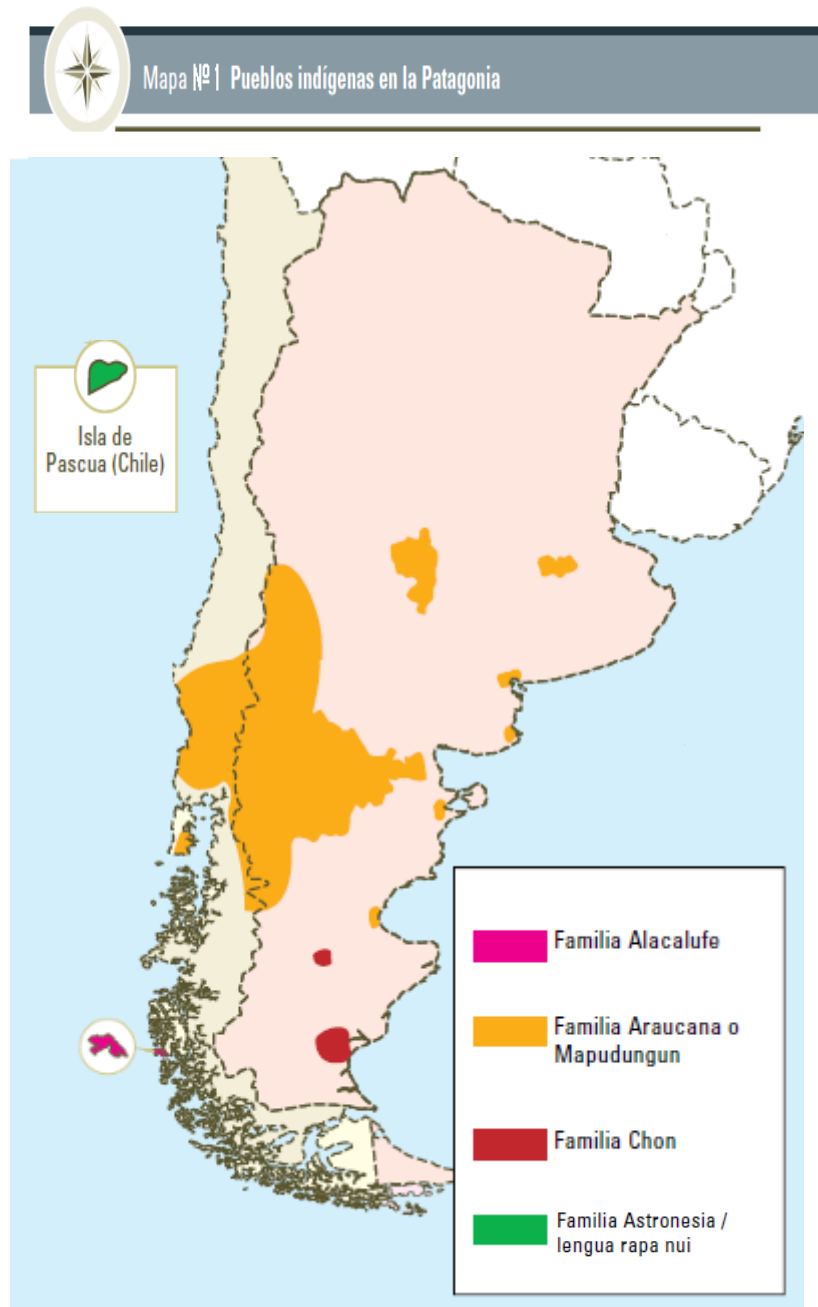 Mapa Nº 1 Pueblos indígenas en la Patagonia
Isla de
Pascua (Chile)
Familia Alacalufe
Familia Araucana o
Mapudungun
Familia Chon
Familia Astronesia /
lengua rapa nui